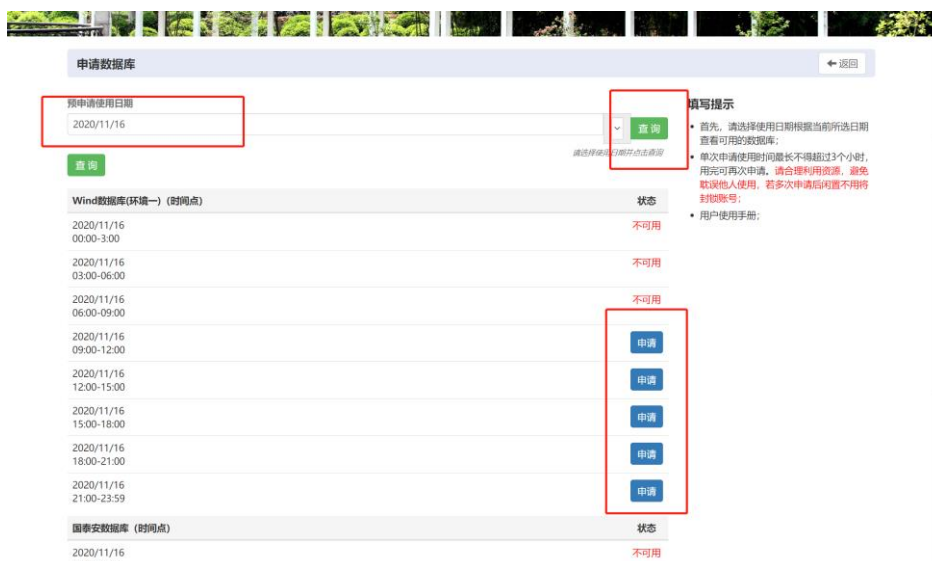 申请数据库
返回
预申请使用日期
2020/11/16
查询
请选择使用日期并点击查询
查询
Wind数据库(环境一)（时间点） 状态
2020/11/16
00:00-3:00
不可用
2020/11/16
03:00-06:00
不可用
2020/11/16
06:00-09:00
不可用
2020/11/16
09:00-12:00
申请
2020/11/16
12:00-15:00
申请
2020/11/16
15:00-18:00
申请
2020/11/16
18:00-21:00
申请
2020/11/16
21:00-23:59
申请
国泰安数据库（时间点） 状态
2020/11/16
不可用
填写提示
首先，请选择使用日期根据当前所选日期
查看可用的数据库；
单次申请使用时间最长不得超过3个小时，
用完可再次申请。请合理利用资源，避免
耽误他人使用，若多次申请后闲置不用将
封锁账号；
用户使用手册；